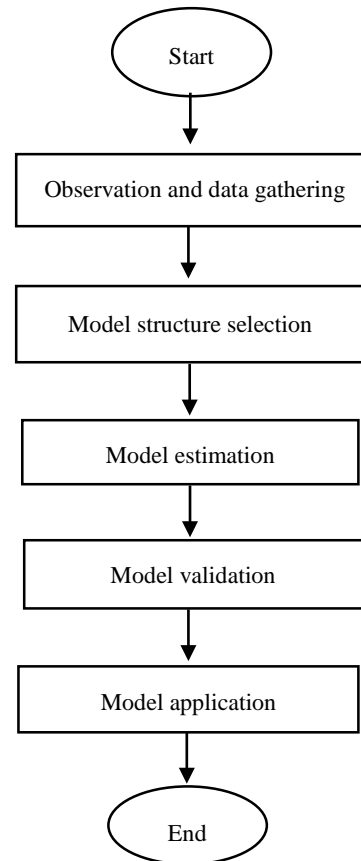 Start
Observation and data gathering
Model structure selection
Model estimation
Model validation
Model application
End